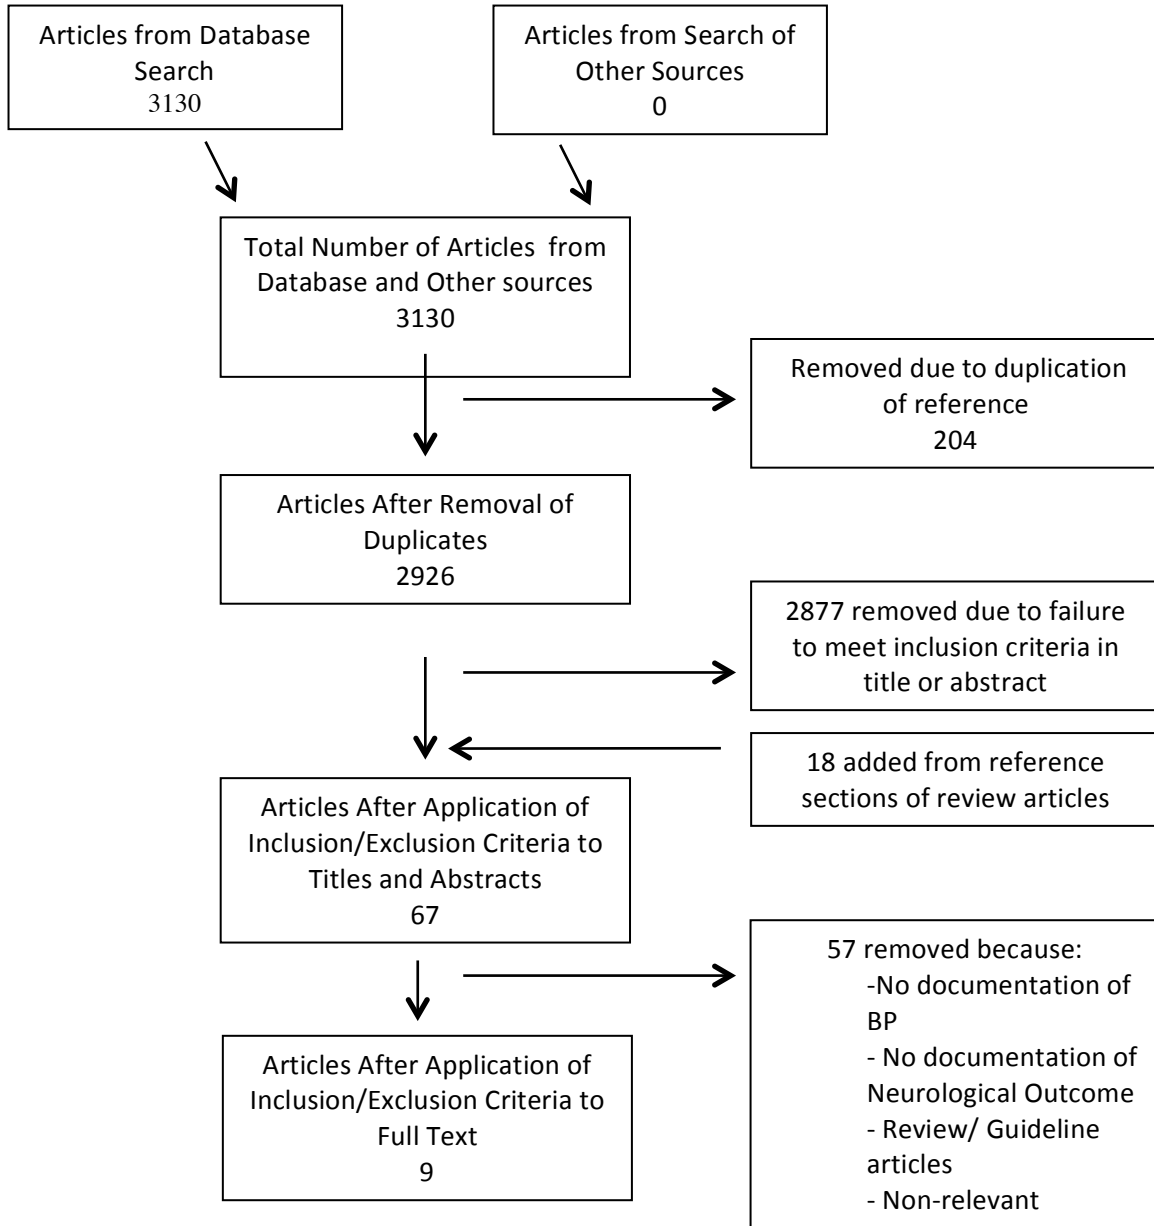 Articles from Database
Search
3130
Articles from Search of
Other Sources
0
Total Number of Articles from
Database and Other sources
3130
Removed due to duplication
of reference
204
Articles After Removal of
Duplicates
2926
2877 removed due to failure
to meet inclusion criteria in
title or abstract
18 added from reference
sections of review articles
Articles After Application of
Inclusion/Exclusion Criteria to
Titles and Abstracts
67
57 removed because:
-No documentation of
BP
- No documentation of
Neurological Outcome
- Review/ Guideline
articles
- Non-relevant
Articles After Application of
Inclusion/Exclusion Criteria to
Full Text
9